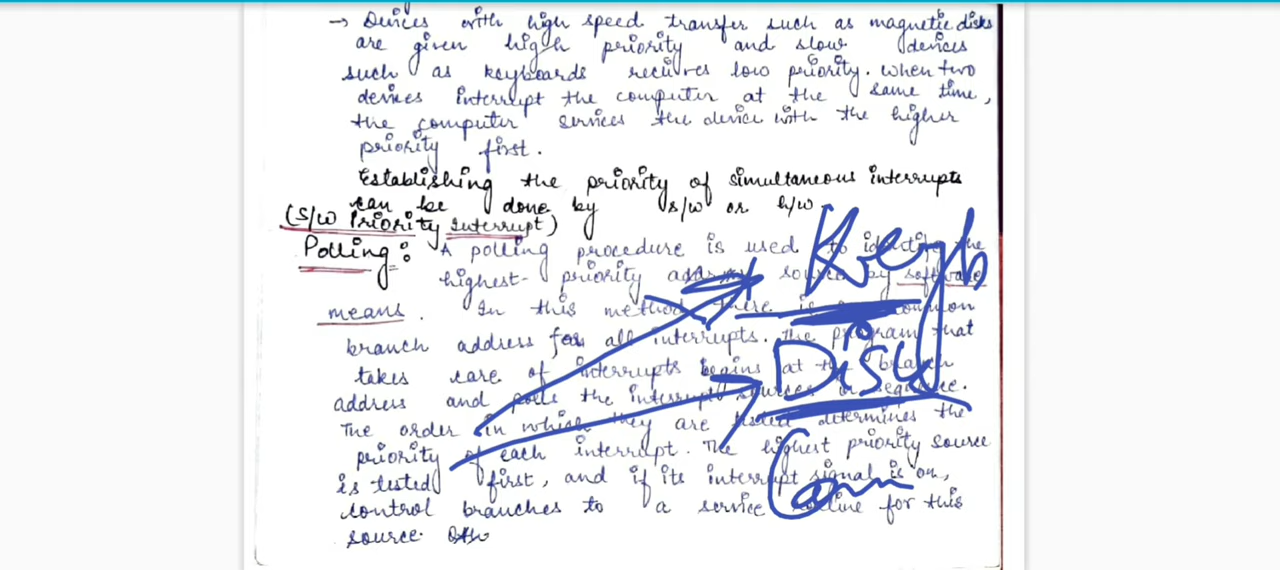 → Devices with high speed transfer such as magnetic disks
are given high priority and slow devices
such as keyboards recieves low priority. When two
devices interrupt the computer at the same time,
the computer services the device with the higher
priority first.
Establishing the priority of simultaneous interrupts
can be done by s/w or h/w
(S/W Priority Interrupt)
Polling: A polling procedure is used to identify the
highest- priority source by software
means. In this method there is common
branch address for all interrupts. The program that
takes care of interrupts begins at the branch
address and polls the interrupt sources in sequence.
The order in which they are tested determines the
priority of each interrupt. The highest priority source
is tested first, and if its interrupt signal is on,
control branches to a service routine for this
source.
Disk